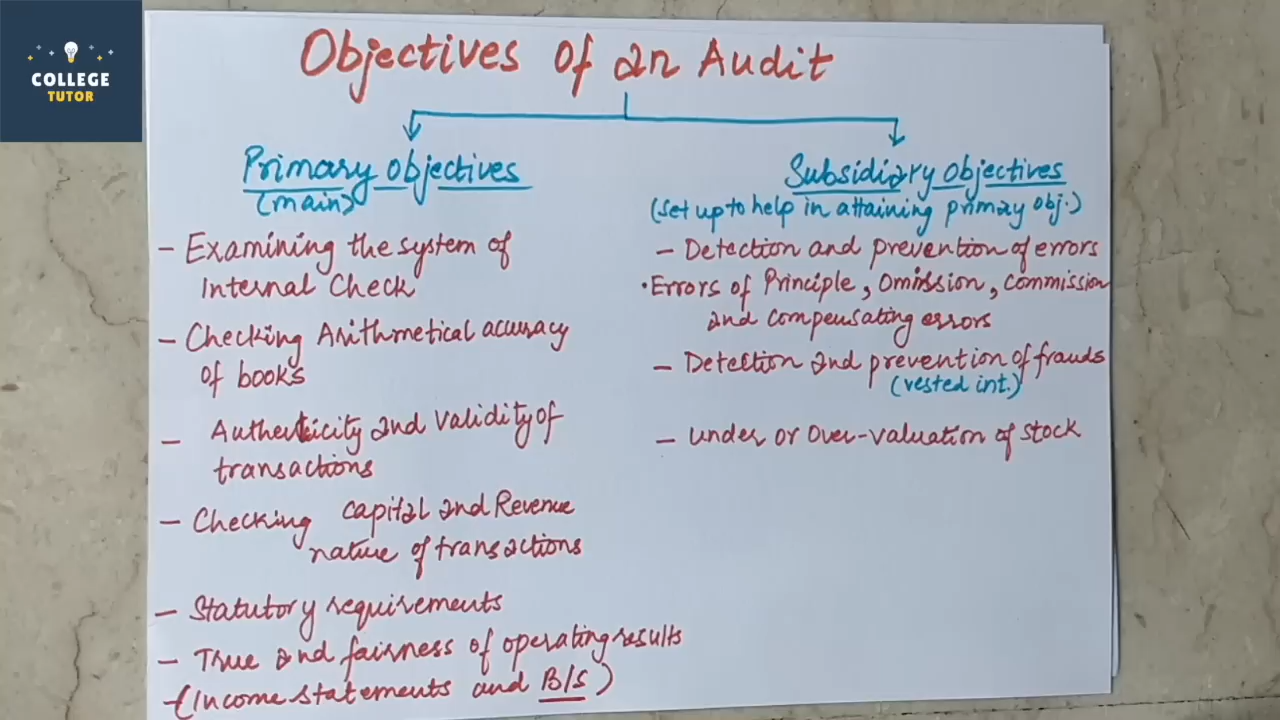 COLLEGE
TUTOR
Objectives of an Audit
Primary Objectives
(main)
- Examining the system of
Internal Check
- Checking Arithmetical accuracy
of books
- Authenticity and validity of
transactions
- Checking capital and Revenue
nature of transactions
- Statutory requirements
- True and fairness of operating results
- (Income statements and B/S)
Subsidiary Objectives
(set up to help in attaining primary obj.)
- Detection and prevention of errors
• Errors of Principle, Omission, Commission
and compensating errors
- Detection and prevention of frauds
(vested int.)
- Under or Over-valuation of stock